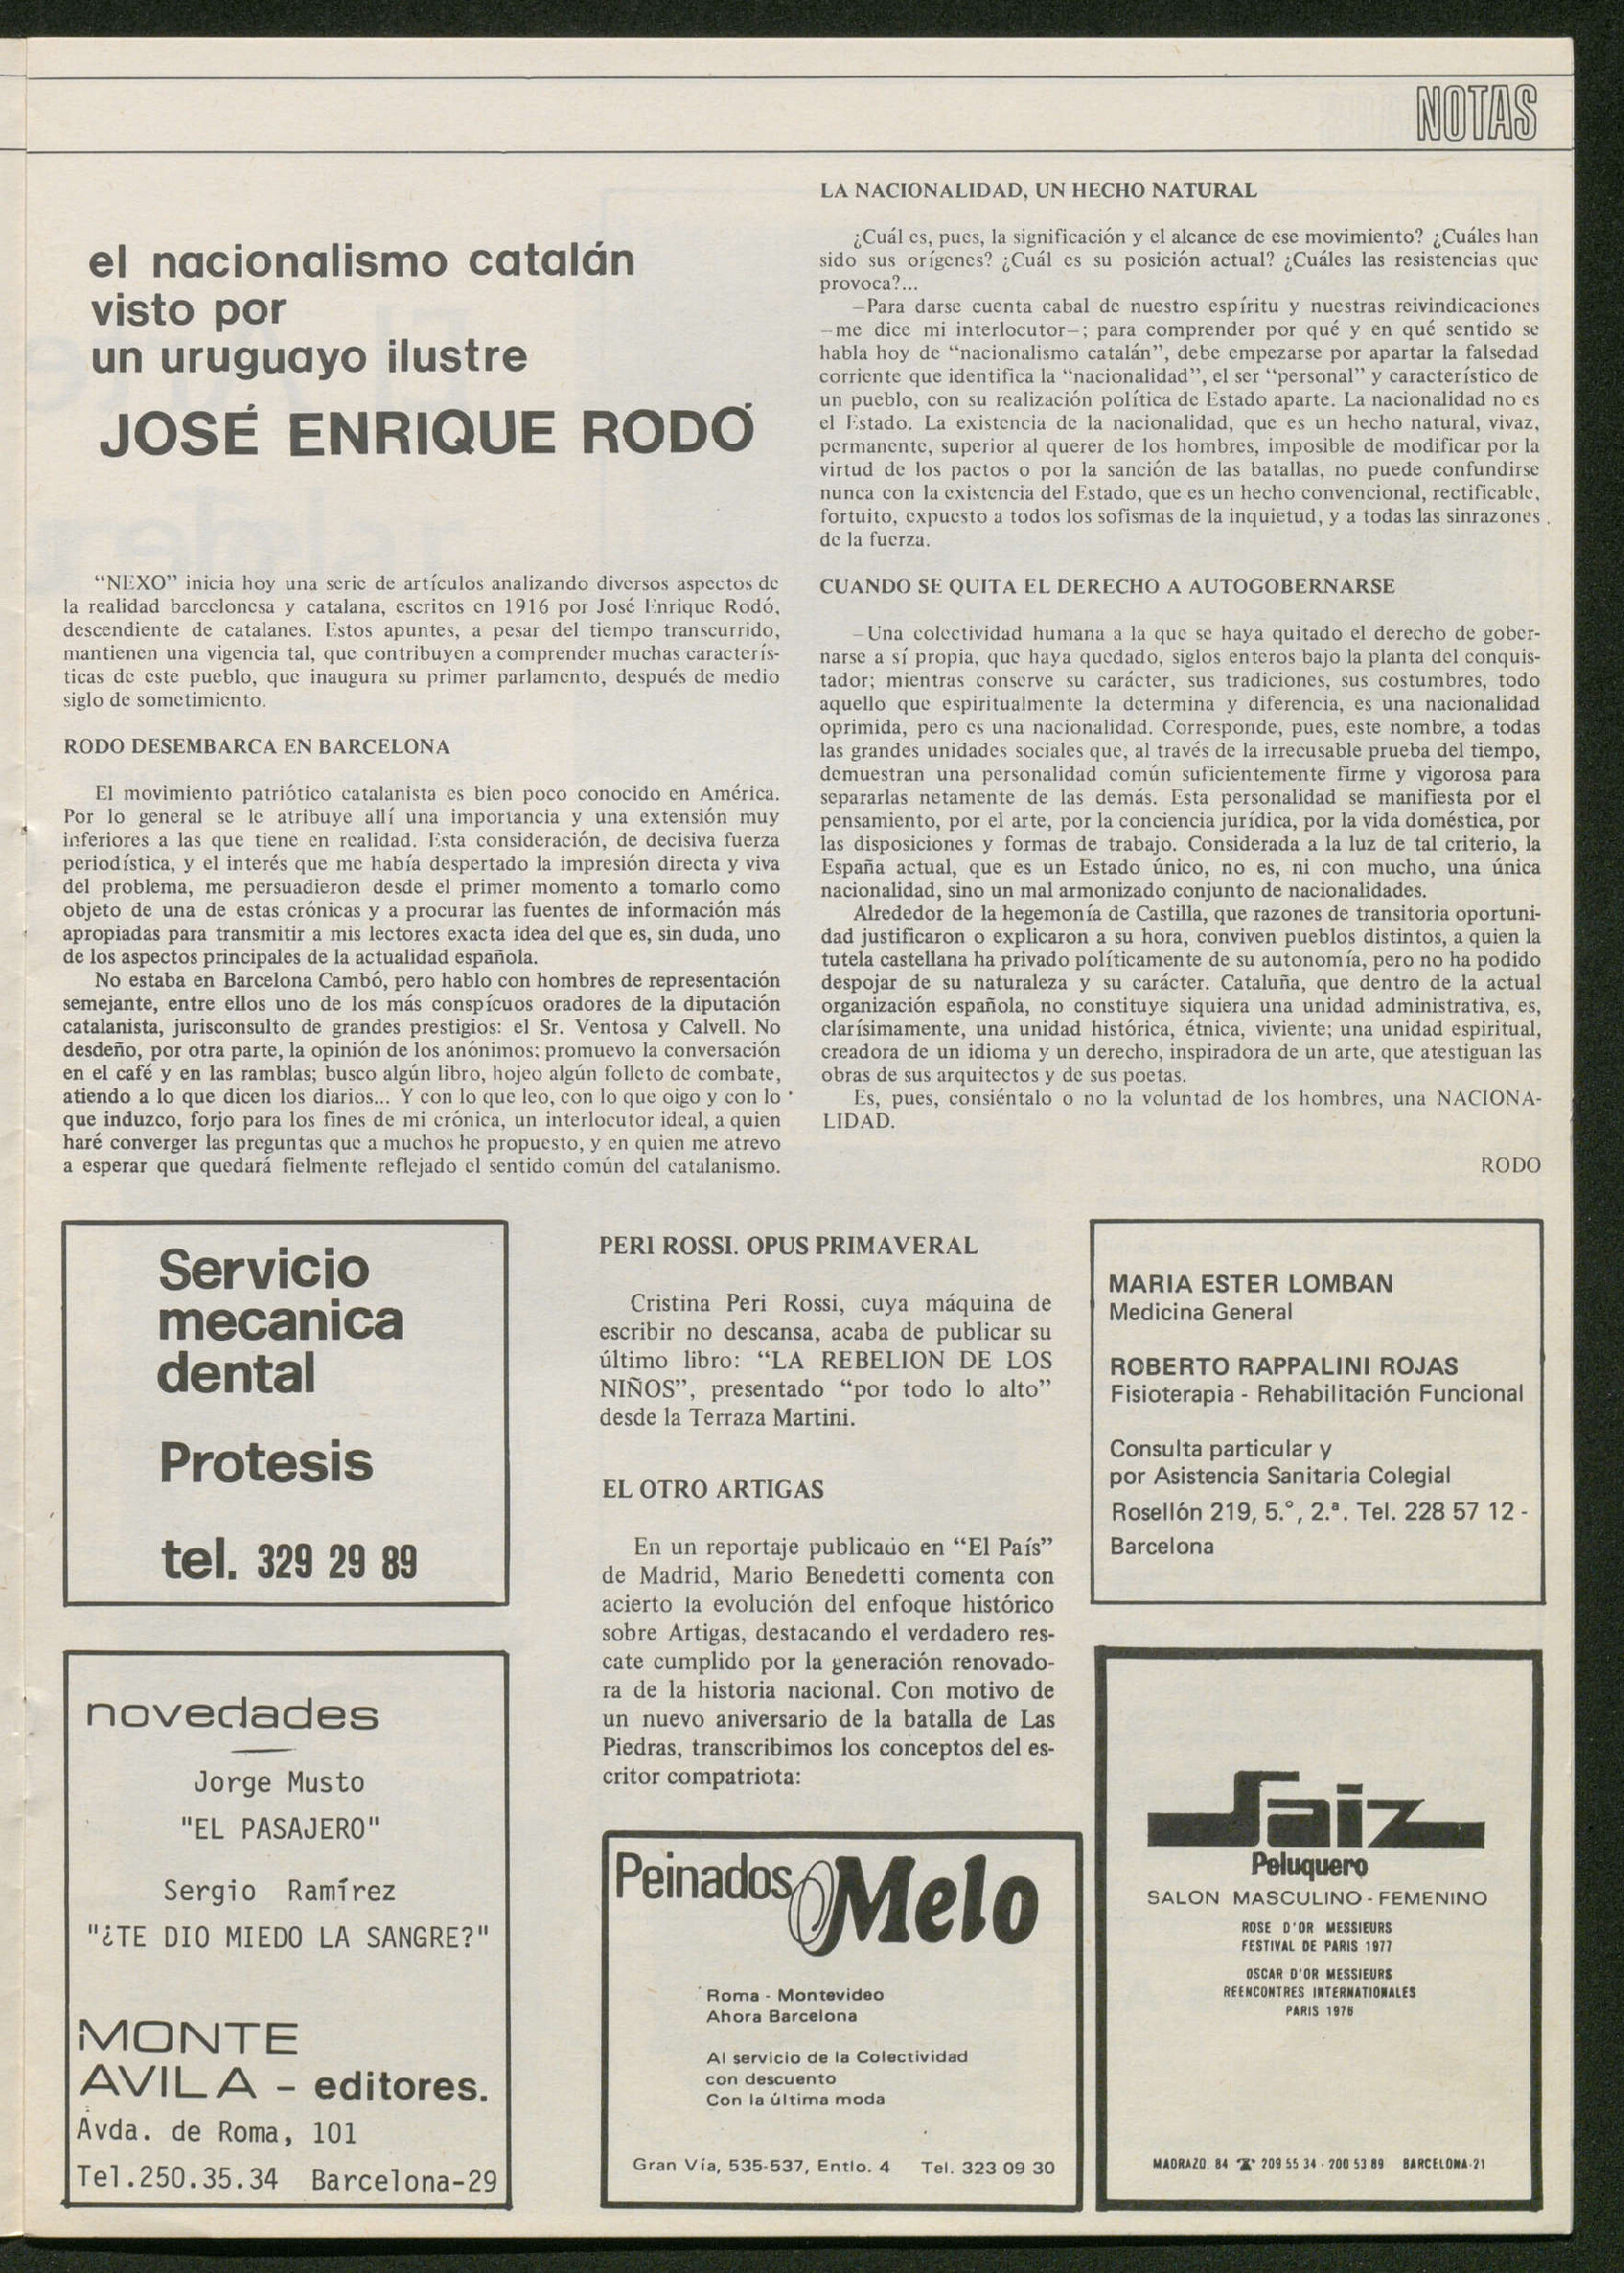 NOTAS
el nacionalismo catalán
visto por
un uruguayo ilustre
JOSÉ ENRIQUE RODÓ
“NEXO” inicia hoy una serie de artículos analizando diversos aspectos de
la realidad barcelonesa y catalana, escritos en 1916 por José Enrique Rodó,
descendiente de catalanes. Estos apuntes, a pesar del tiempo transcurrido,
mantienen una vigencia tal, que contribuyen a comprender muchas caracterís-
ticas de este pueblo, que inaugura su primer parlamento, después de medio
siglo de sometimiento.
RODO DESEMBARCA EN BARCELONA
El movimiento patriótico catalanista es bien poco conocido en América.
Por lo general se le atribuye allí una importancia y una extensión muy
inferiores a las que tiene en realidad. Esta consideración, de decisiva fuerza
periodística, y el interés que me había despertado la impresión directa y viva
del problema, me persuadieron desde el primer momento a tomarlo como
objeto de una de estas crónicas y a procurar las fuentes de información más
apropiadas para transmitir a mis lectores exacta idea del que es, sin duda, uno
de los aspectos principales de la actualidad española.
No estaba en Barcelona Cambó, pero hablo con hombres de representación
semejante, entre ellos uno de los más conspícuos oradores de la diputación
catalanista, jurisconsulto de grandes prestigios: el Sr. Ventosa y Calvell. No
desdeño, por otra parte, la opinión de los anónimos; promuevo la conversación
en el café y en las ramblas; busco algún libro, hojeo algún folleto de combate,
atiendo a lo que dicen los diarios... Y con lo que leo, con lo que oigo y con lo
que induzco, forjo para los fines de mi crónica, un interlocutor ideal, a quien
haré converger las preguntas que a muchos he propuesto, y en quien me atrevo
a esperar que quedará fielmente reflejado el sentido común del catalanismo.
LA NACIONALIDAD, UN HECHO NATURAL
¿Cuál es, pues, la significación y el alcance de ese movimiento? ¿Cuáles han
sido sus orígenes? ¿Cuál es su posición actual? ¿Cuáles las resistencias que
provoca?...
—Para darse cuenta cabal de nuestro espíritu y nuestras reivindicaciones
—me dice mi interlocutor—; para comprender por qué y en qué sentido se
habla hoy de “nacionalismo catalán”, debe empezarse por apartar la falsedad
corriente que identifica la “nacionalidad”, el ser “personal” y característico de
un pueblo, con su realización política de Estado aparte. La nacionalidad no es
el Estado. La existencia de la nacionalidad, que es un hecho natural, vivaz,
permanente, superior al querer de los hombres, imposible de modificar por la
virtud de los pactos o por la sanción de las batallas, no puede confundirse
nunca con la existencia del Estado, que es un hecho convencional, rectificable,
fortuito, expuesto a todos los sofismas de la inquietud, y a todas las sinrazones
de la fuerza.
CUANDO SE QUITA EL DERECHO A AUTOGOBERNARSE
—Una colectividad humana a la que se haya quitado el derecho de gober-
narse a sí propia, que haya quedado, siglos enteros bajo la planta del conquis-
tador; mientras conserve su carácter, sus tradiciones, sus costumbres, todo
aquello que espiritualmente la determina y diferencia, es una nacionalidad
oprimida, pero es una nacionalidad. Corresponde, pues, este nombre, a todas
las grandes unidades sociales que, al través de la irrecusable prueba del tiempo,
demuestran una personalidad común suficientemente firme y vigorosa para
separarlas netamente de las demás. Esta personalidad se manifiesta por el
pensamiento, por el arte, por la conciencia jurídica, por la vida doméstica, por
las disposiciones y formas de trabajo. Considerada a la luz de tal criterio, la
España actual, que es un Estado único, no es, ni con mucho, una única
nacionalidad, sino un mal armonizado conjunto de nacionalidades.
Alrededor de la hegemonía de Castilla, que razones de transitoria oportuni-
dad justificaron o explicaron a su hora, conviven pueblos distintos, a quien la
tutela castellana ha privado políticamente de su autonomía, pero no ha podido
despojar de su naturaleza y su carácter. Cataluña, que dentro de la actual
organización española, no constituye siquiera una unidad administrativa, es,
clarísimamente, una unidad histórica, étnica, viviente; una unidad espiritual,
creadora de un idioma y un derecho, inspiradora de un arte, que atestiguan las
obras de sus arquitectos y de sus poetas.
Es, pues, consiéntalo o no la voluntad de los hombres, una NACIONA-
LIDAD.
RODO
Servicio
mecanica
dental
Protesis
tel. 329 29 89
novedades
Jorge Musto
"EL PASAJERO"
Sergio Ramírez
"¿TE DIO MIEDO LA SANGRE?"
MONTE
AVILA - editores.
Avda. de Roma, 101
Tel.250.35.34 Barcelona-29
PERI ROSSI. OPUS PRIMAVERAL
Cristina Peri Rossi, cuya máquina de
escribir no descansa, acaba de publicar su
último libro: “LA REBELION DE LOS
NIÑOS”, presentado “por todo lo alto”
desde la Terraza Martini.
EL OTRO ARTIGAS
En un reportaje publicado en “El País”
de Madrid, Mario Benedetti comenta con
acierto la evolución del enfoque histórico
sobre Artigas, destacando el verdadero res-
cate cumplido por la generación renovado-
ra de la historia nacional. Con motivo de
un nuevo aniversario de la batalla de Las
Piedras, transcribimos los conceptos del es-
critor compatriota:
Peinados Melo
Roma - Montevideo
Ahora Barcelona
Al servicio de la Colectividad
con descuento
Con la última moda
Gran Vía, 535-537, Entlo. 4 Tel. 323 09 30
MARIA ESTER LOMBAN
Medicina General
ROBERTO RAPPALINI ROJAS
Fisioterapia - Rehabilitación Funcional
Consulta particular y
por Asistencia Sanitaria Colegial
Rosellón 219, 5.°, 2.ª. Tel. 228 57 12 -
Barcelona
Saiz
Peluquero
SALON MASCULINO - FEMENINO
ROSE D'OR MESSIEURS
FESTIVAL DE PARIS 1977
OSCAR D'OR MESSIEURS
REENCONTRES INTERNATIONALES
PARIS 1976
MADRAZO 84 ☎ 209 55 34 - 200 53 89 BARCELONA-21